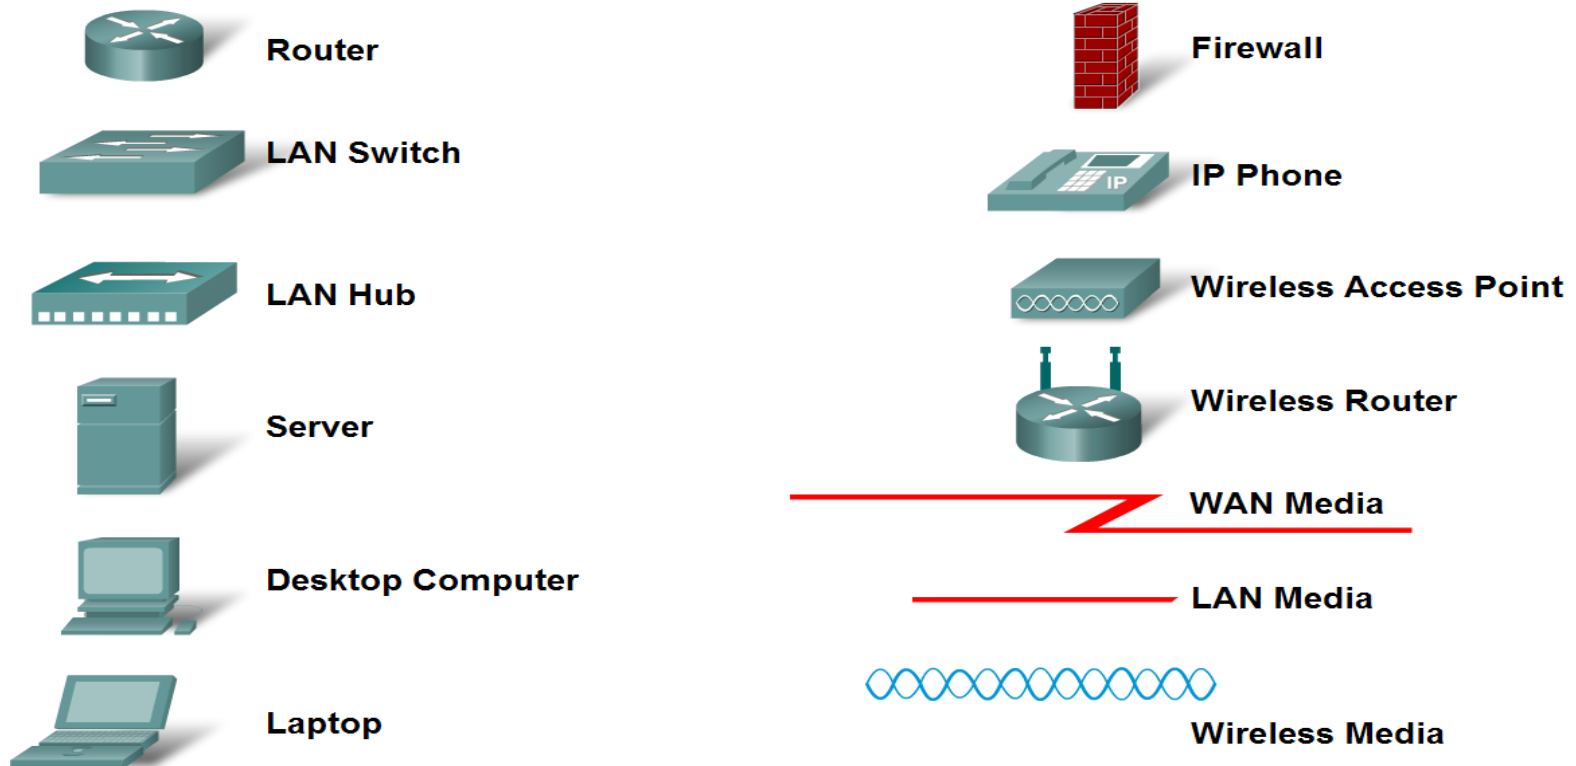 Router
LAN Switch
LAN Hub
Server
Desktop Computer
Laptop
Firewall
IP
IP Phone
Wireless Access Point
Wireless Router
WAN Media
LAN Media
Wireless Media